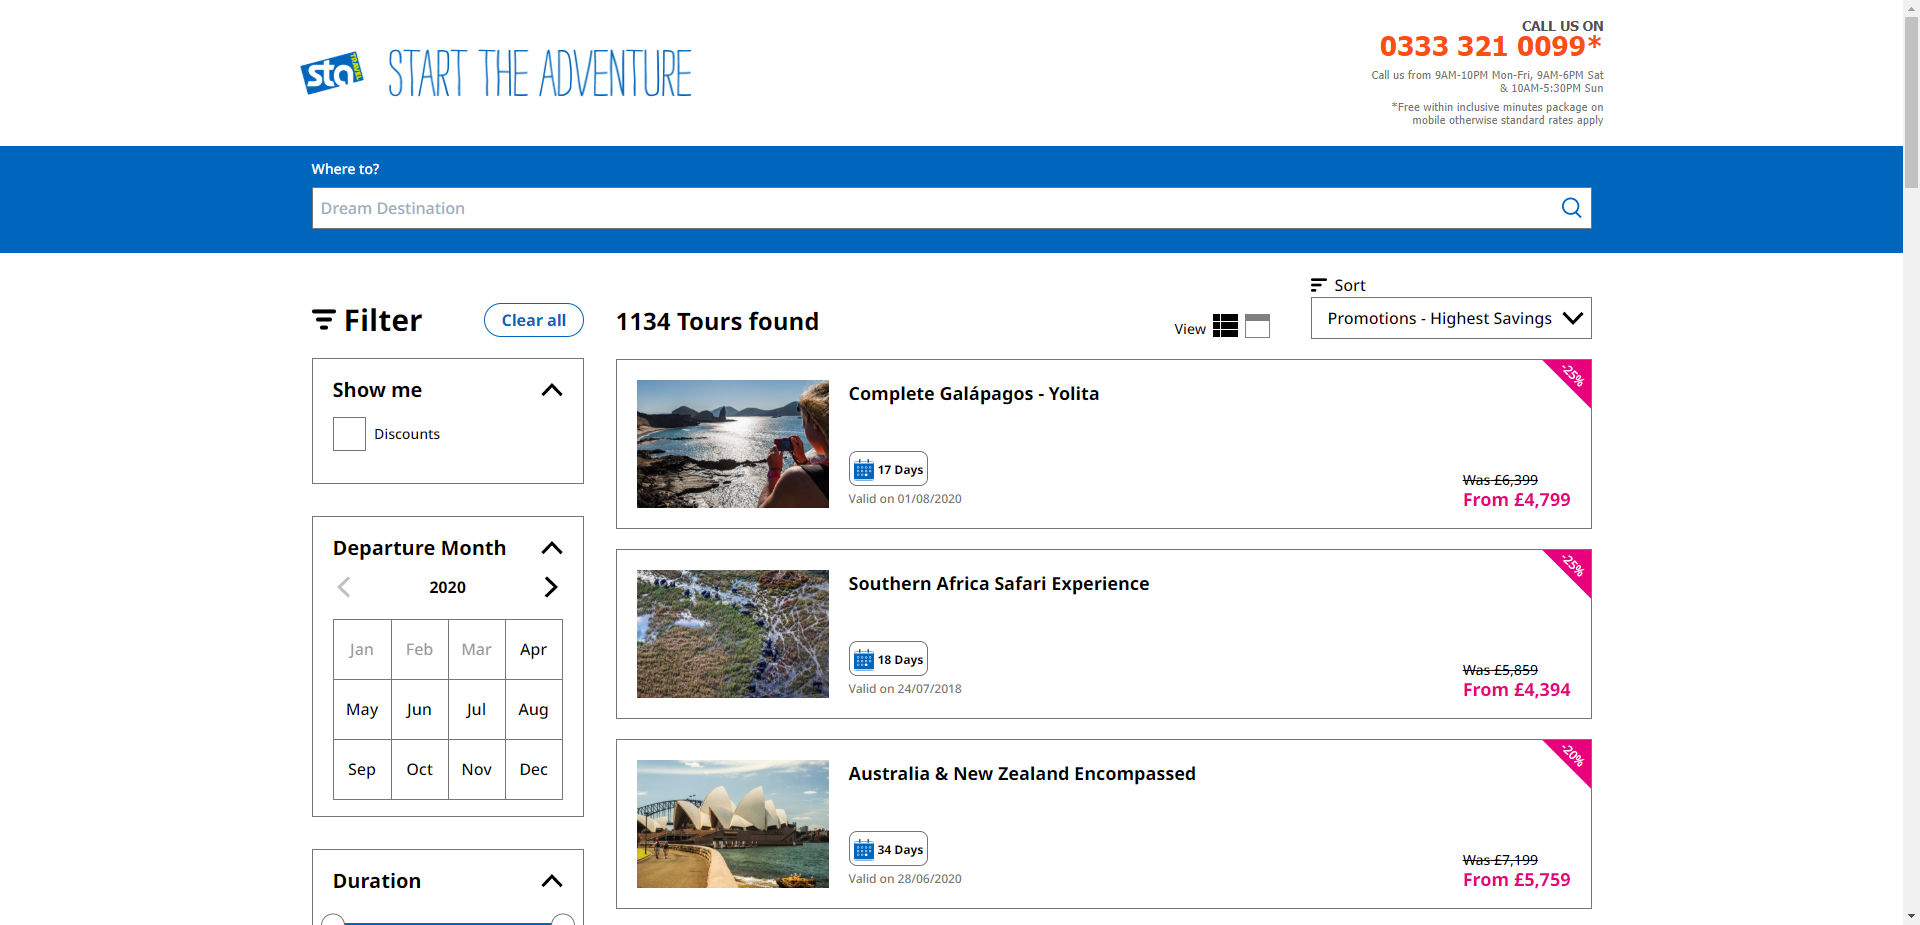 sta
TRAVEL
START THE ADVENTURE
CALL US ON
0333 321 0099*
Call us from 9AM-10PM Mon-Fri, 9AM-6PM Sat
& 10AM-5:30PM Sun
*Free within inclusive minutes package on
mobile otherwise standard rates apply
Where to?
Dream Destination
Filter
Clear all
1134 Tours found
View
Sort
Promotions - Highest Savings
Show me
Discounts
Departure Month
2020
Jan Feb Mar Apr
May Jun Jul Aug
Sep Oct Nov Dec
Duration
Complete Galápagos - Yolita
-25%
17 Days
Valid on 01/08/2020
Was £6,399
From £4,799
Southern Africa Safari Experience
-25%
18 Days
Valid on 24/07/2018
Was £5,859
From £4,394
Australia & New Zealand Encompassed
-20%
34 Days
Valid on 28/06/2020
Was £7,199
From £5,759